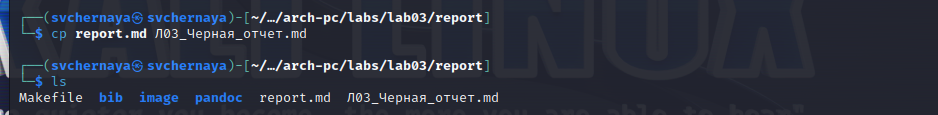 ┌──(svchernaya㉿svchernaya)-[~/…/arch-pc/labs/lab03/report]
└─$ cp report.md Л03_Черная_отчет.md
┌──(svchernaya㉿svchernaya)-[~/…/arch-pc/labs/lab03/report]
└─$ ls
Makefile  bib  image  pandoc  report.md  Л03_Черная_отчет.md